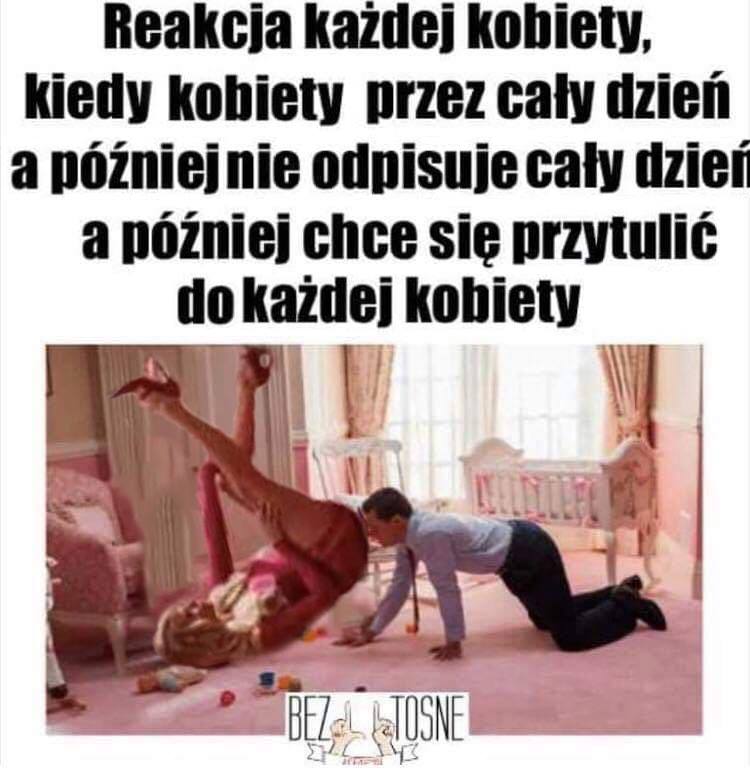 Reakcja każdej kobiety,
kiedy kobiety przez cały dzień
a później nie odpisuje cały dzień
a później chce się przytulić
do każdej kobiety
BEZ TOSNE